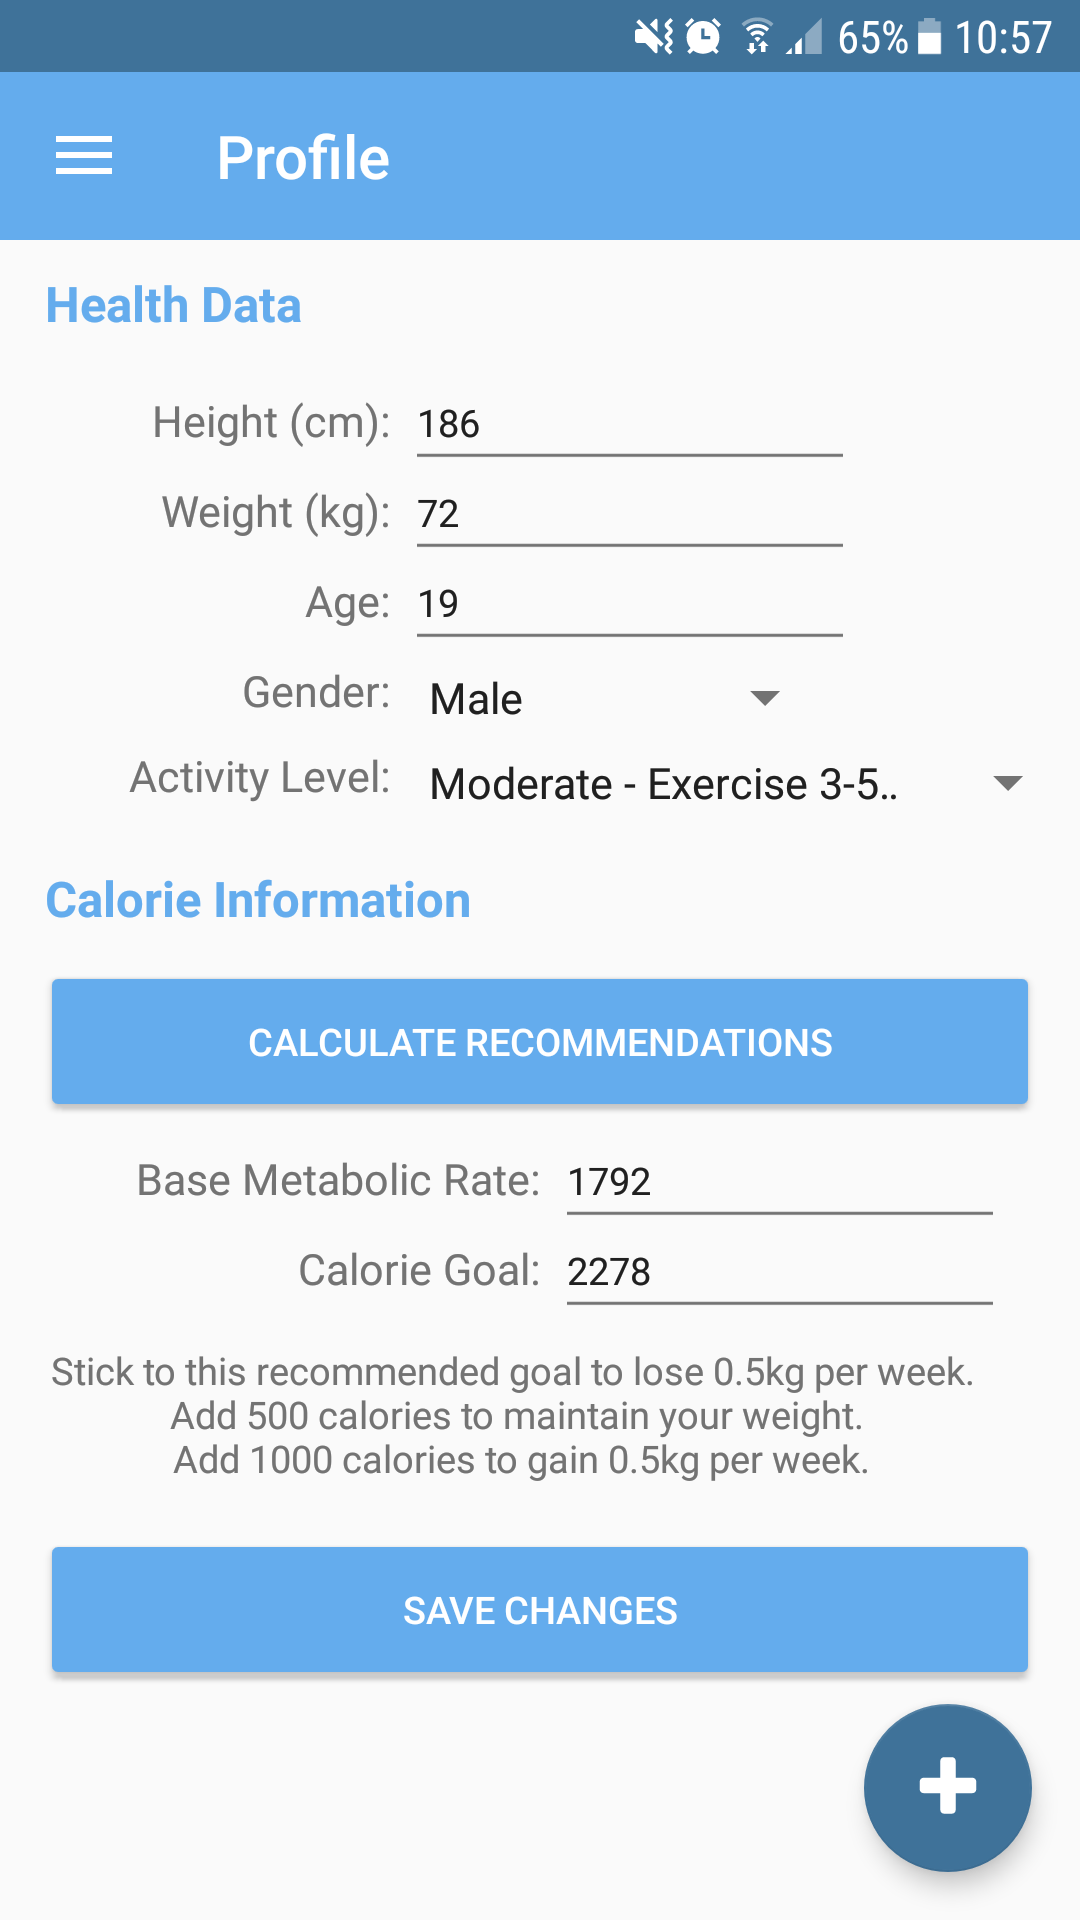 65% 10:57
Profile
Health Data
Height (cm): 186
Weight (kg): 72
Age: 19
Gender: Male
Activity Level: Moderate - Exercise 3-5..
Calorie Information
CALCULATE RECOMMENDATIONS
Base Metabolic Rate: 1792
Calorie Goal: 2278
Stick to this recommended goal to lose 0.5kg per week.
Add 500 calories to maintain your weight.
Add 1000 calories to gain 0.5kg per week.
SAVE CHANGES